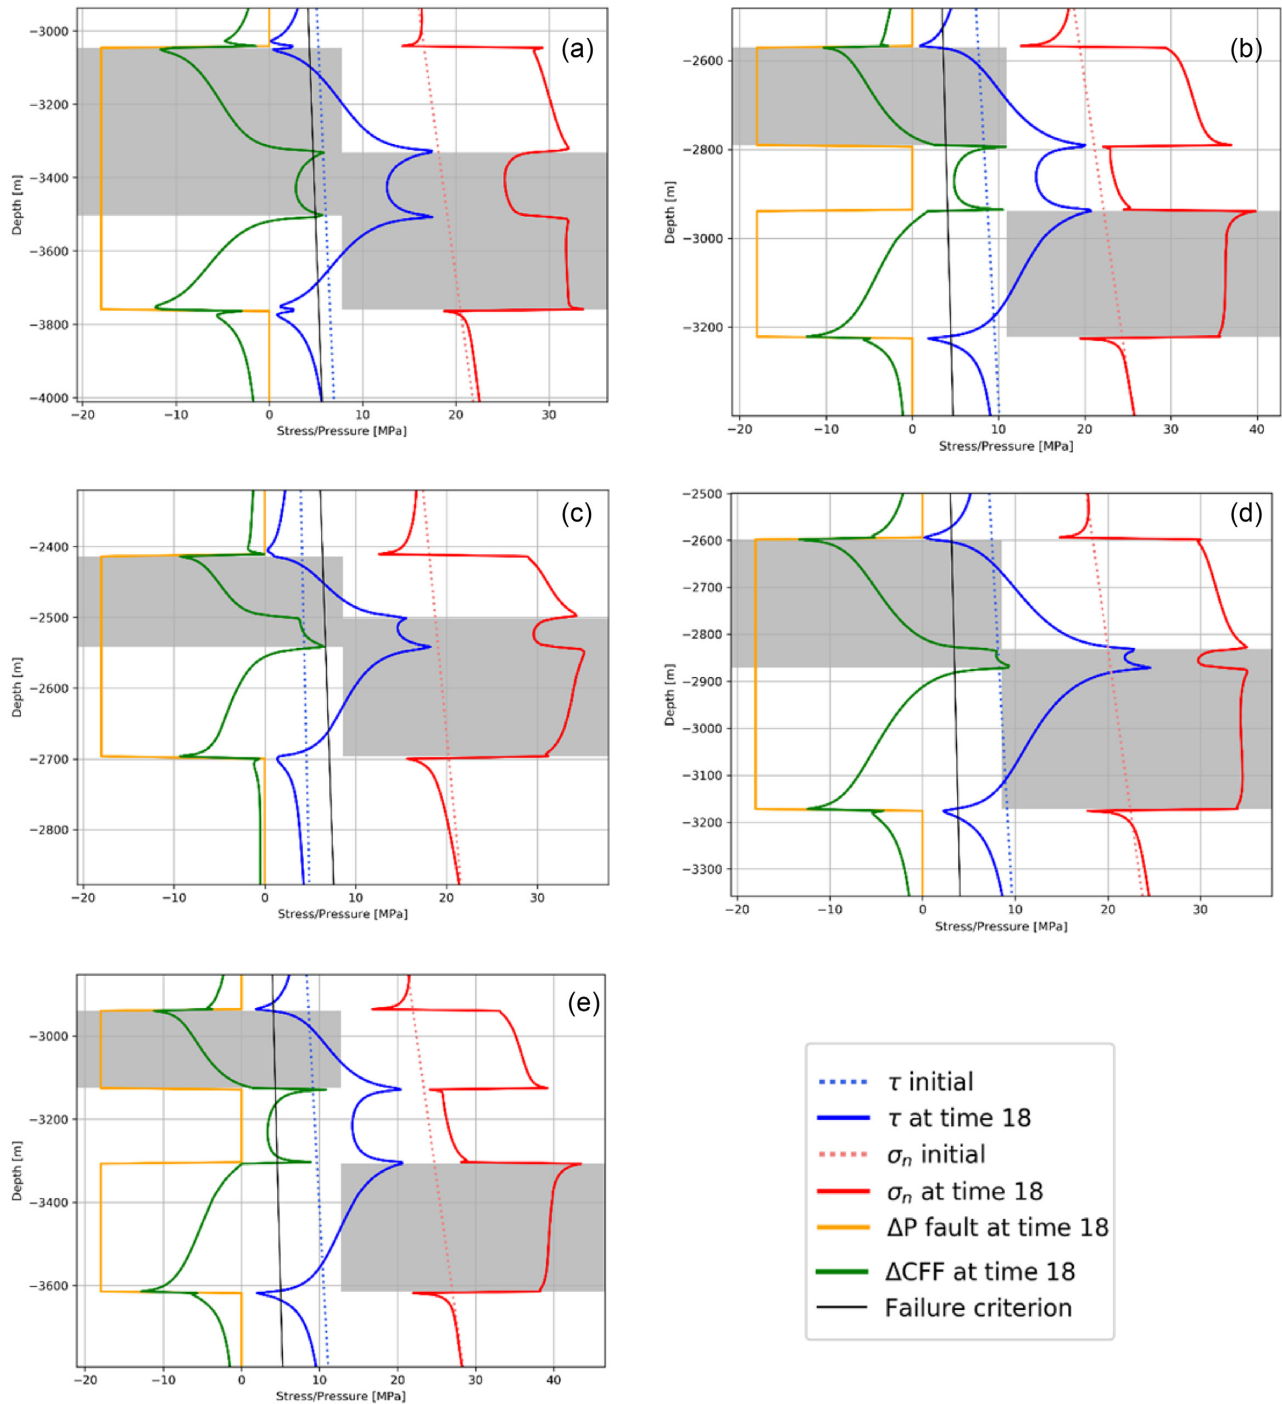 (a)
−3000
−3200
−3400
−3600
−3800
−4000
Depth [m]
−20 −10 0 10 20 30
Stress/Pressure [MPa]
(b)
−2600
−2800
−3000
−3200
Depth [m]
−20 −10 0 10 20 30 40
Stress/Pressure [MPa]
(c)
−2400
−2500
−2600
−2700
−2800
Depth [m]
−20 −10 0 10 20 30
Stress/Pressure [MPa]
(d)
−2500
−2600
−2700
−2800
−2900
−3000
−3100
−3200
−3300
Depth [m]
−20 −10 0 10 20 30
Stress/Pressure [MPa]
(e)
−3000
−3200
−3400
−3600
Depth [m]
−20 −10 0 10 20 30 40
Stress/Pressure [MPa]
τ initial
τ at time 18
σn initial
σn at time 18
ΔP fault at time 18
ΔCFF at time 18
Failure criterion